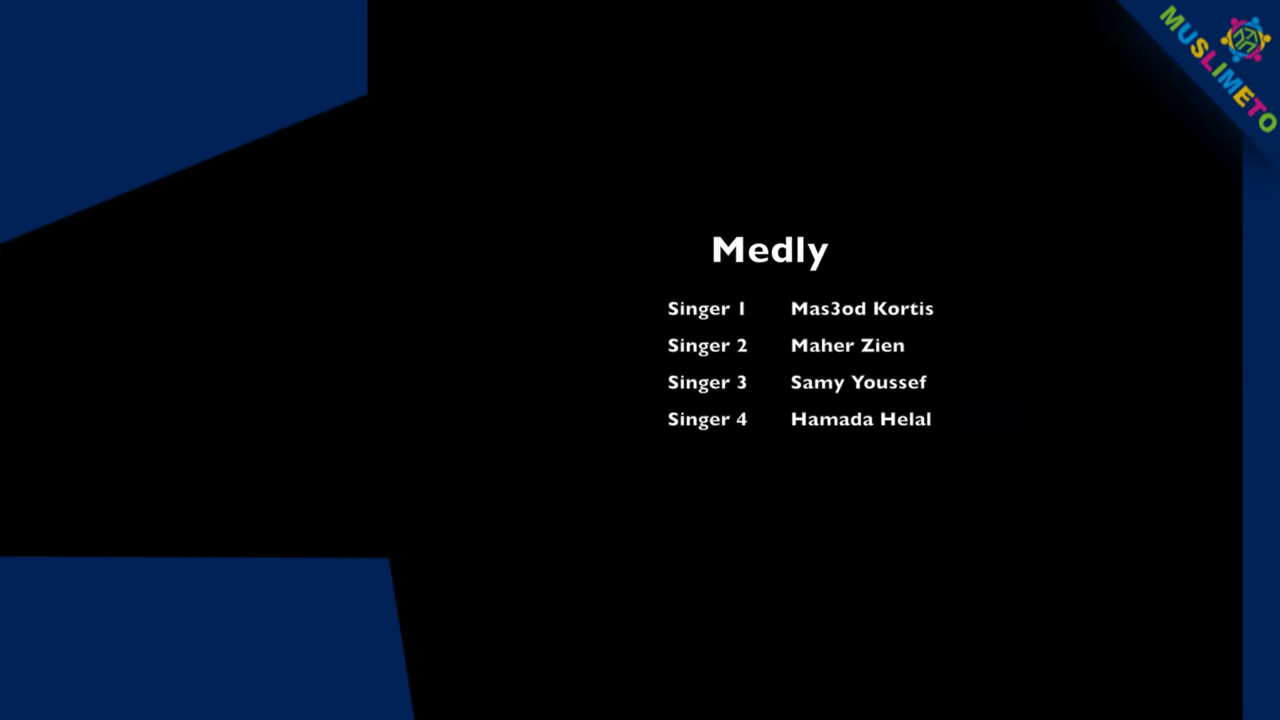 MUSLIMETO
Medly
Singer 1 Mas3od Kortis
Singer 2 Maher Zien
Singer 3 Samy Youssef
Singer 4 Hamada Helal